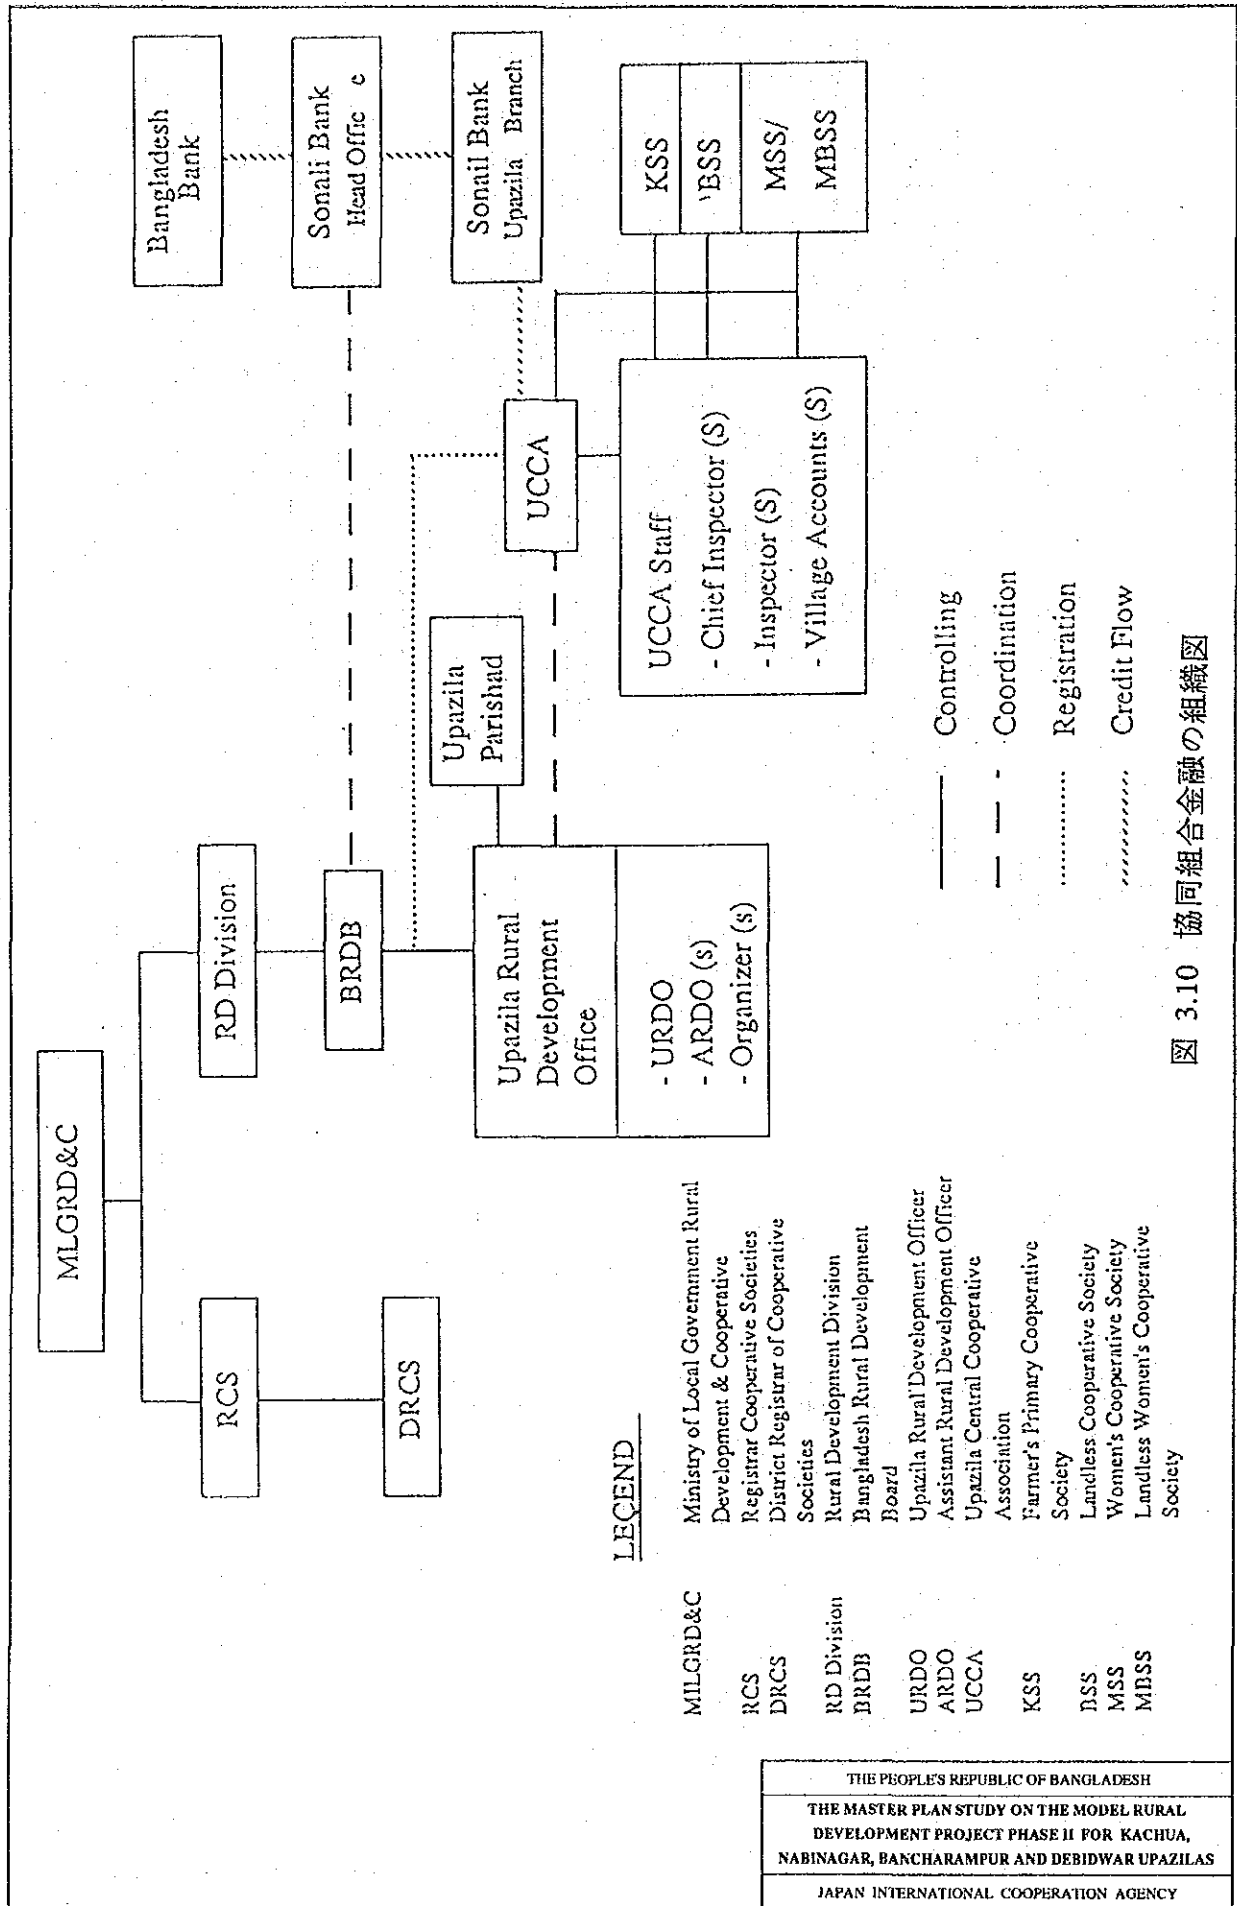 MLGRD&C
RCS
DRCS
RD Division
BRDB
Upazila Rural
Development
Office
- URDO
- ARDO (s)
- Organizer (s)
Upazila
Parishad
Bangladesh
Bank
Sonali Bank
Head Offic e
Sonail Bank
Upazila Branch
UCCA
UCCA Staff
- Chief Inspector (S)
- Inspector (S)
- Village Accounts (S)
KSS
'BSS
MSS/
MBSS
Controlling
Coordination
Registration
Credit Flow
LEGEND
MILGRD&C Ministry of Local Government Rural
Development & Cooperative
RCS Registrar Cooperative Societies
DRCS District Registrar of Cooperative
Societies
RD Division Rural Development Division
BRDB Bangladesh Rural Development
Board
URDO Upazila Rural Development Officer
ARDO Assistant Rural Development Officer
UCCA Upazila Central Cooperative
Association
KSS Farmer's Primary Cooperative
Society
BSS Landless Cooperative Society
MSS Women's Cooperative Society
MBSS Landless Women's Cooperative
Society
図 3.10 協同組合金融の組織図
THE PEOPLE'S REPUBLIC OF BANGLADESH
THE MASTER PLAN STUDY ON THE MODEL RURAL
DEVELOPMENT PROJECT PHASE II FOR KACHUA,
NABINAGAR, BANCHARAMPUR AND DEBIDWAR UPAZILAS
JAPAN INTERNATIONAL COOPERATION AGENCY